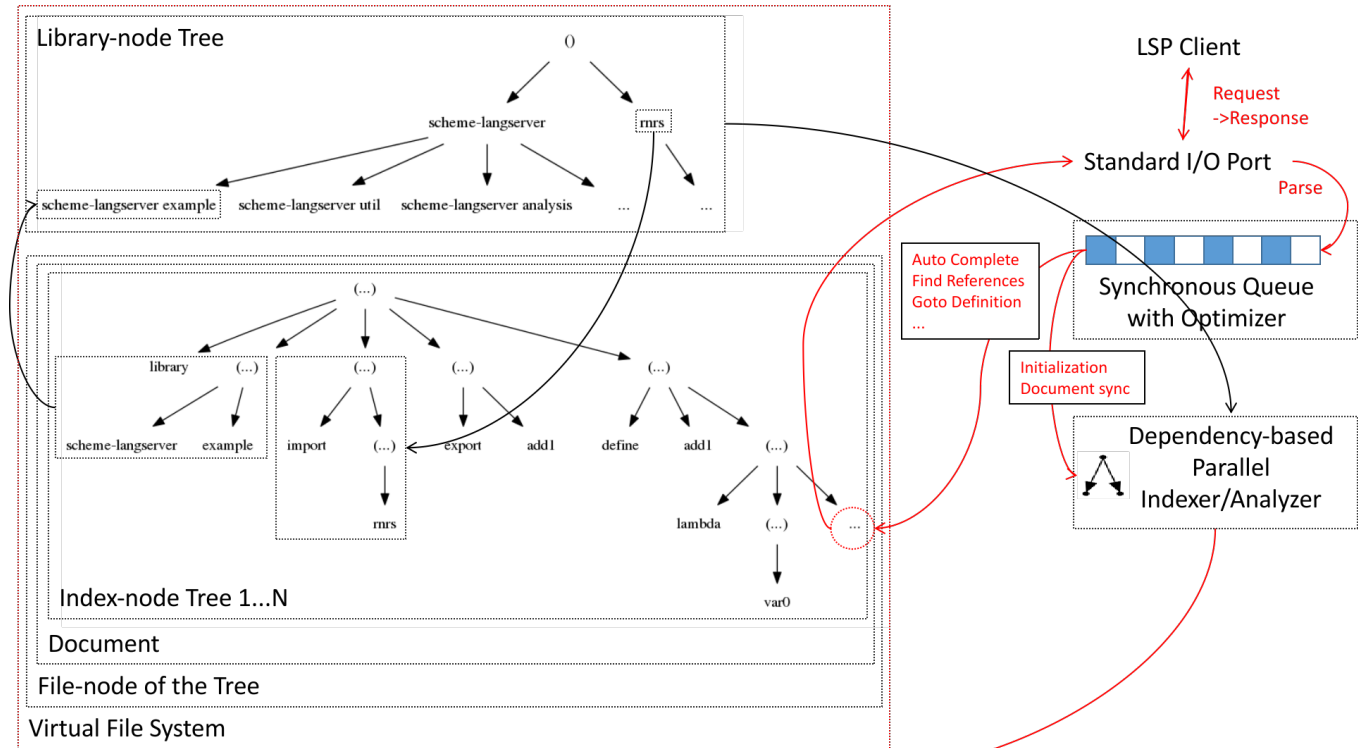 Library-node Tree
()
scheme-langserver
rnrs
scheme-langserver example
scheme-langserver util
scheme-langserver analysis
...
...
(...)
library
(...)
(...)
(...)
(...)
scheme-langserver
example
import
(...)
export
add1
define
add1
(...)
rnrs
lambda
(...)
...
var0
Index-node Tree 1...N
Document
File-node of the Tree
Virtual File System
LSP Client
Request
->Response
Standard I/O Port
Parse
Synchronous Queue
with Optimizer
Auto Complete
Find References
Goto Definition
...
Initialization
Document sync
Dependency-based
Parallel
Indexer/Analyzer